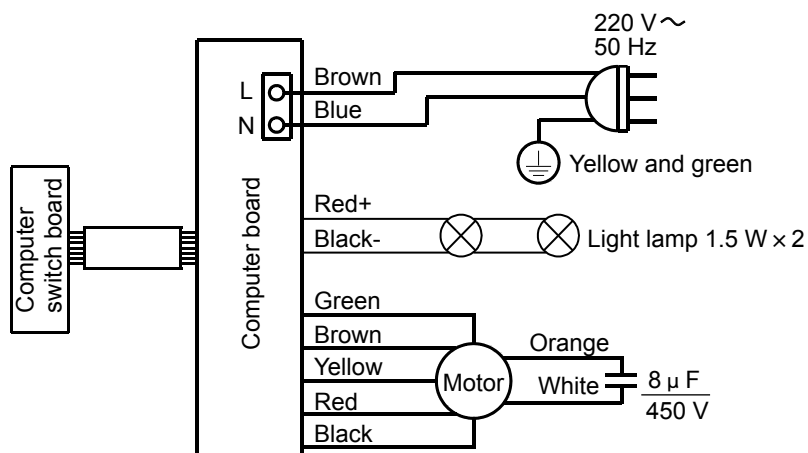 220 V～
50 Hz
L
Brown
N
Blue
Yellow and green
Computer
switch board
Computer board
Red+
Black-
Light lamp 1.5 W × 2
Green
Brown
Yellow
Red
Black
Motor
Orange
White
8 μ F
450 V